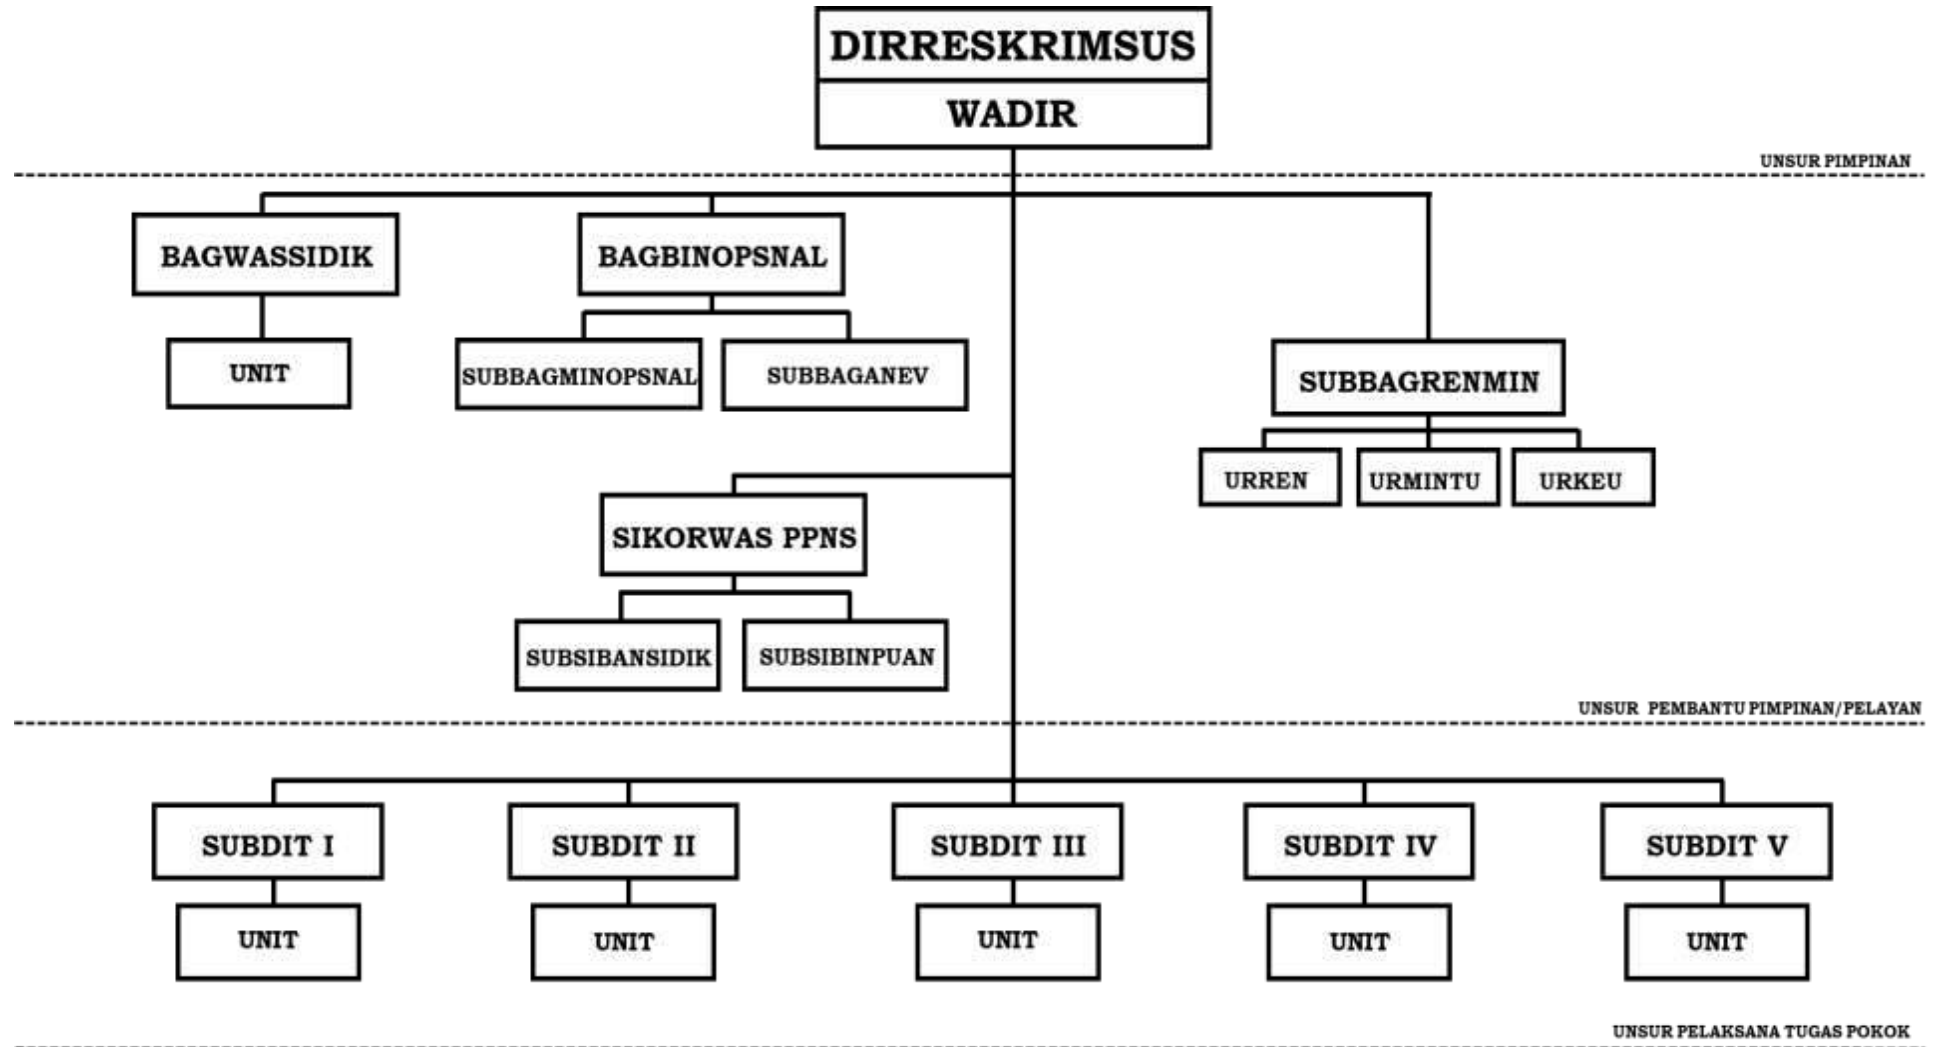 DIRRESKRIMSUS
WADIR
UNSUR PIMPINAN
BAGWASSIDIK
BAGBINOPSNAL
UNIT
SUBBAGMINOPSNAL
SUBBAGANEV
SUBBAGRENMIN
URREN
URMINTU
URKEU
SIKORWAS PPNS
SUBSIBANSIDIK
SUBSIBINPUAN
UNSUR PEMBANTU PIMPINAN/PELAYAN
SUBDIT I
SUBDIT II
SUBDIT III
SUBDIT IV
SUBDIT V
UNIT
UNIT
UNIT
UNIT
UNIT
UNSUR PELAKSANA TUGAS POKOK